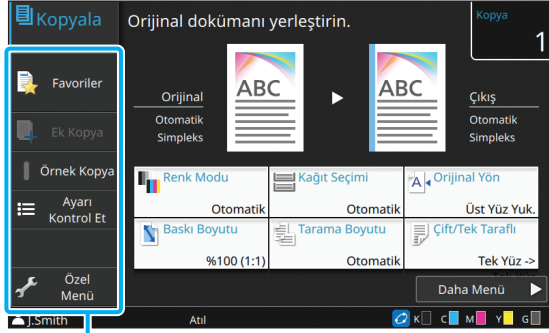 Kopyala
Orijinal dokümanı yerleştirin.
Kopya
1
Favoriler
Ek Kopya
Örnek Kopya
Ayarı
Kontrol Et
Özel
Menü
Orijinal
Otomatik
Simpleks
ABC
ABC
Çıkış
Otomatik
Simpleks
Renk Modu
Otomatik
Kağıt Seçimi
Otomatik
A
Orijinal Yön
Üst Yüz Yuk.
Baskı Boyutu
%100 (1:1)
Tarama Boyutu
Otomatik
Çift/Tek Taraflı
Tek Yüz ->
Daha Menü
J.Smith
Atıl
K C M Y G